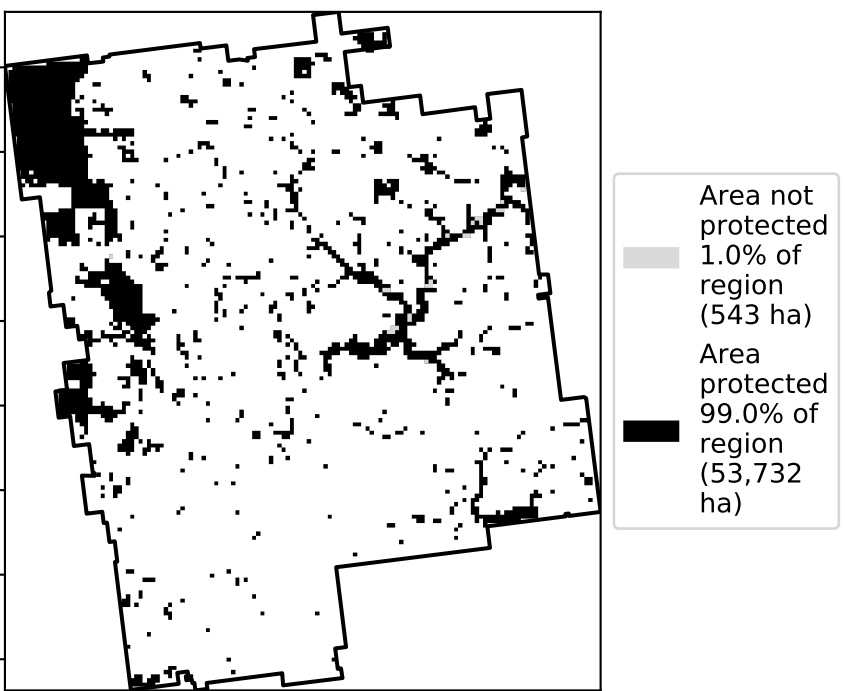 Area not
protected
1.0% of
region
(543 ha)
Area
protected
99.0% of
region
(53,732
ha)